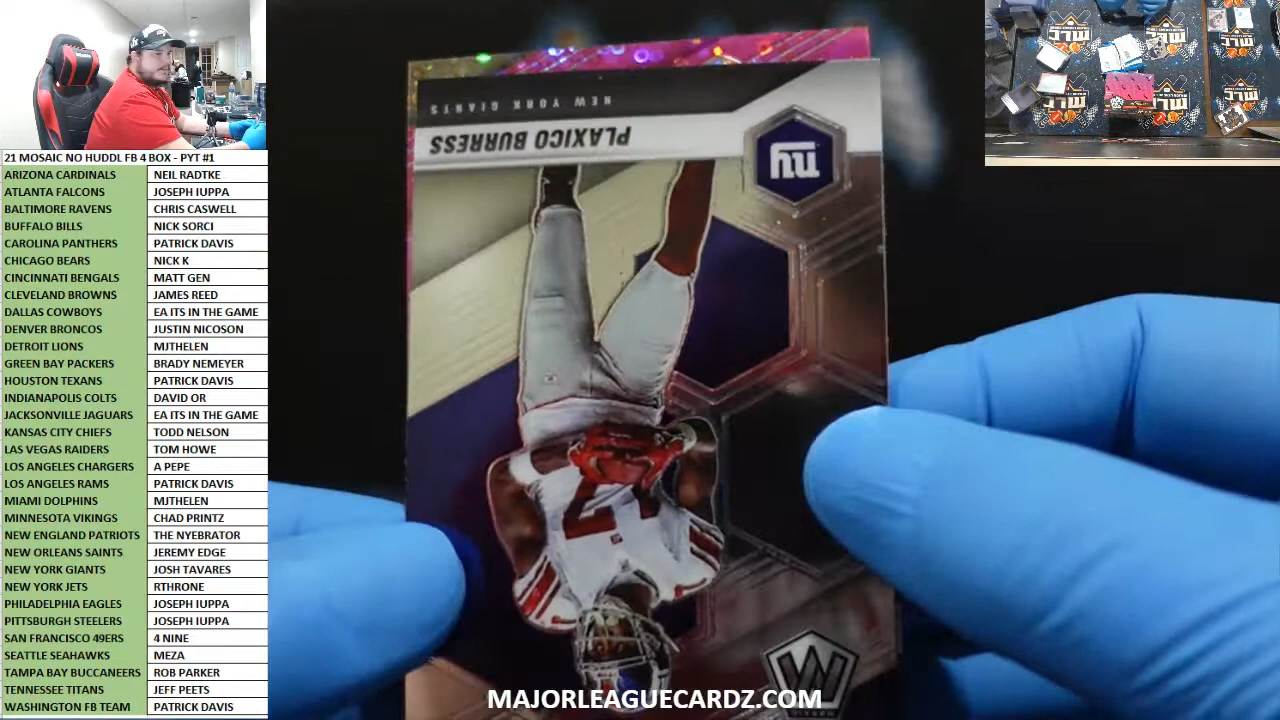 21 MOSAIC NO HUDDL FB 4 BOX - PYT #1
ARIZONA CARDINALS NEIL RADTKE
ATLANTA FALCONS JOSEPH IUPPA
BALTIMORE RAVENS CHRIS CASWELL
BUFFALO BILLS NICK SORCI
CAROLINA PANTHERS PATRICK DAVIS
CHICAGO BEARS NICK K
CINCINNATI BENGALS MATT GEN
CLEVELAND BROWNS JAMES REED
DALLAS COWBOYS EA ITS IN THE GAME
DENVER BRONCOS JUSTIN NICOSON
DETROIT LIONS MJTHELEN
GREEN BAY PACKERS BRADY NEMEYER
HOUSTON TEXANS PATRICK DAVIS
INDIANAPOLIS COLTS DAVID OR
JACKSONVILLE JAGUARS EA ITS IN THE GAME
KANSAS CITY CHIEFS TODD NELSON
LAS VEGAS RAIDERS TOM HOWE
LOS ANGELES CHARGERS A PEPE
LOS ANGELES RAMS PATRICK DAVIS
MIAMI DOLPHINS MJTHELEN
MINNESOTA VIKINGS CHAD PRINTZ
NEW ENGLAND PATRIOTS THE NYEBRATOR
NEW ORLEANS SAINTS JEREMY EDGE
NEW YORK GIANTS JOSH TAVARES
NEW YORK JETS RTHRONE
PHILADELPHIA EAGLES JOSEPH IUPPA
PITTSBURGH STEELERS JOSEPH IUPPA
SAN FRANCISCO 49ERS 4 NINE
SEATTLE SEAHAWKS MEZA
TAMPA BAY BUCCANEERS ROB PARKER
TENNESSEE TITANS JEFF PEETS
WASHINGTON FB TEAM PATRICK DAVIS
NEW YORK GIANTS
PLAXICO BURRESS
ny
17
M
MOSAIC
MLC
MLC
MLC
MLC
MAJORLEAGUECARDZ.COM